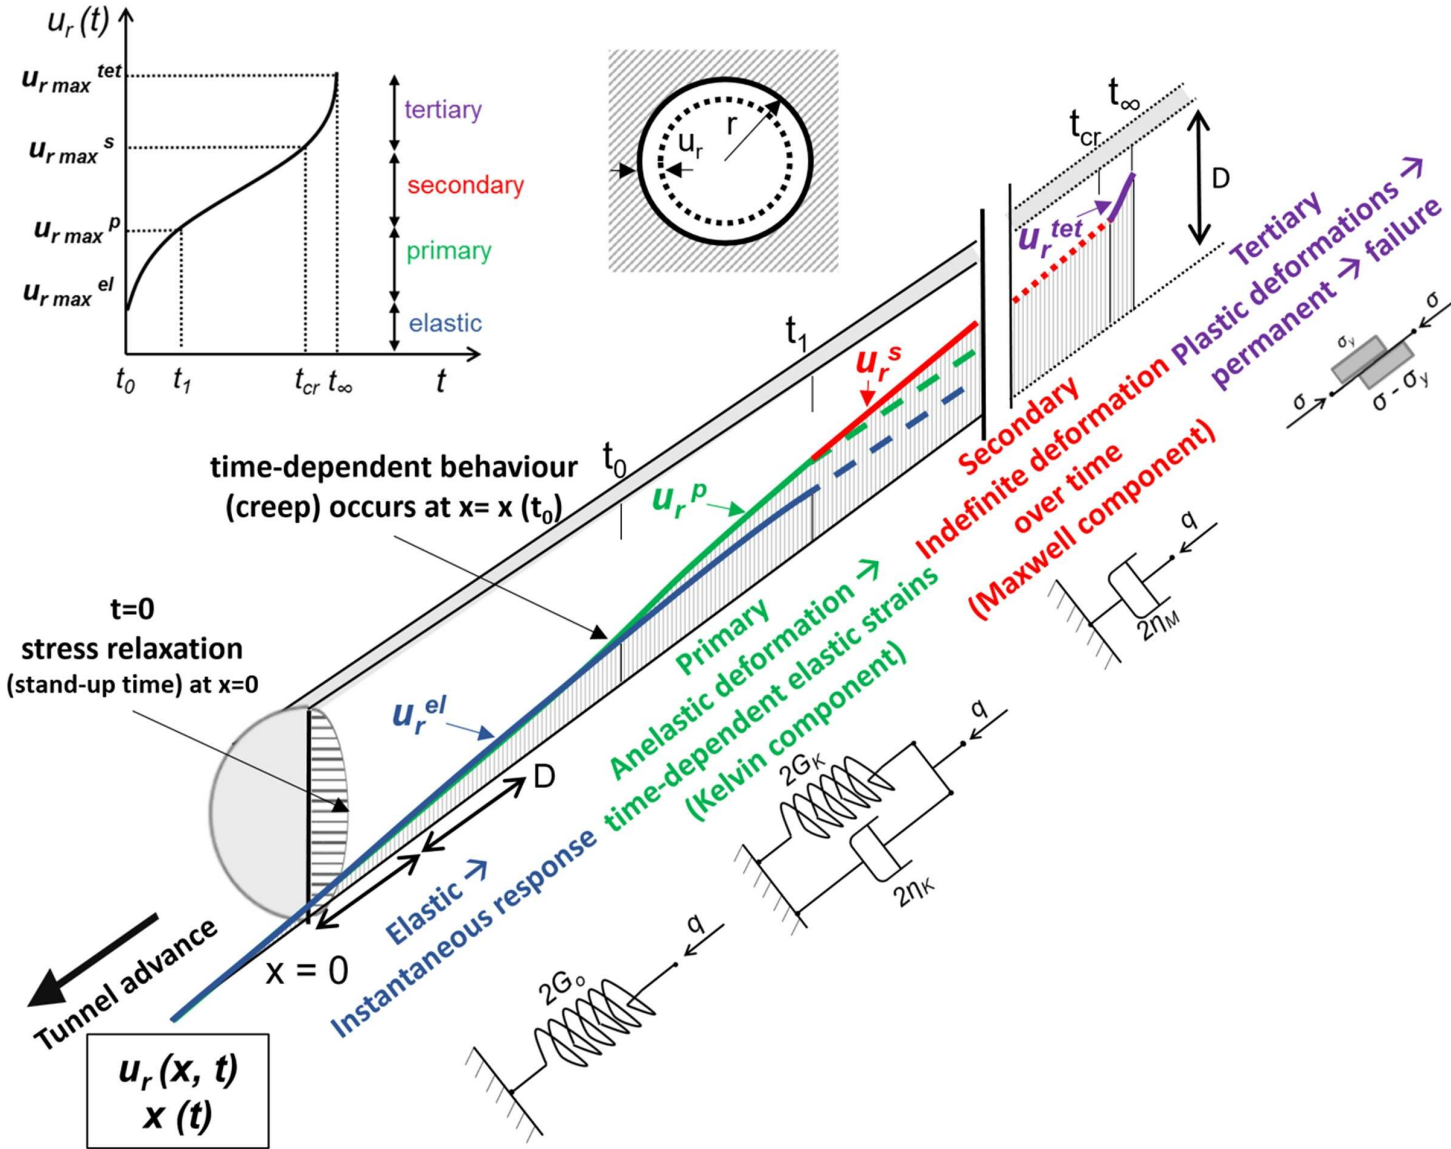 u_r (t)
u_r max^tet
u_r max^s
u_r max^p
u_r max^el
tertiary
secondary
primary
elastic
t_0 t_1 t_cr t_∞ t
r
u_r
t_∞
t_cr
D
u_r^tet
t_1
u_r^s
t_0
u_r^p
time-dependent behaviour
(creep) occurs at x= x (t_0)
t=0
stress relaxation
(stand-up time) at x=0
u_r^el
D
x = 0
Tunnel advance
u_r (x, t)
x (t)
Elastic →
Instantaneous response
Primary
Anelastic deformation →
time-dependent elastic strains
(Kelvin component)
Secondary
Indefinite deformation
over time
(Maxwell component)
Tertiary
Plastic deformations →
permanent → failure
σ_y
σ
σ
σ - σ_y
q
2η_M
q
2G_K
2η_K
q
2G_o